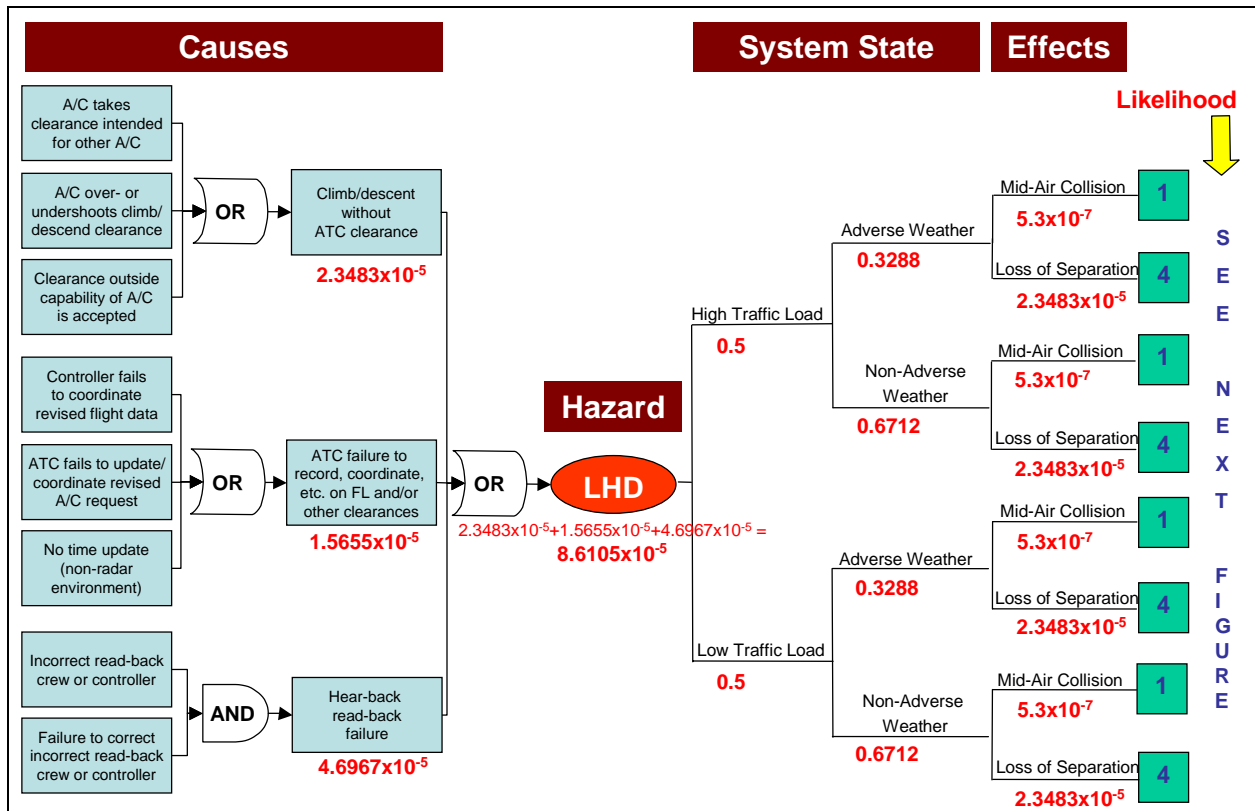 Causes
System State
Effects
Likelihood
A/C takes
clearance intended
for other A/C
A/C over- or
undershoots climb/
descend clearance
Clearance outside
capability of A/C
is accepted
OR
Climb/descent
without
ATC clearance
2.3483x10-5
Controller fails
to coordinate
revised flight data
ATC fails to update/
coordinate revised
A/C request
No time update
(non-radar
environment)
OR
ATC failure to
record, coordinate,
etc. on FL and/or
other clearances
1.5655x10-5
Incorrect read-back
crew or controller
Failure to correct
incorrect read-back
crew or controller
AND
Hear-back
read-back
failure
4.6967x10-5
OR
Hazard
LHD
2.3483x10-5+1.5655x10-5+4.6967x10-5 =
8.6105x10-5
High Traffic Load
0.5
Adverse Weather
0.3288
Mid-Air Collision
5.3x10-7
1
Loss of Separation
2.3483x10-5
4
Non-Adverse
Weather
0.6712
Mid-Air Collision
5.3x10-7
1
Loss of Separation
2.3483x10-5
4
Low Traffic Load
0.5
Adverse Weather
0.3288
Mid-Air Collision
5.3x10-7
1
Loss of Separation
2.3483x10-5
4
Non-Adverse
Weather
0.6712
Mid-Air Collision
5.3x10-7
1
Loss of Separation
2.3483x10-5
4
SEE NEXT FIGURE